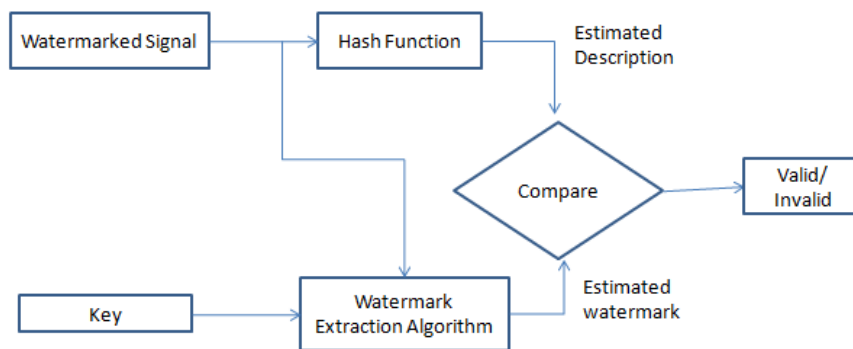 Watermarked Signal
Hash Function
Estimated
Description
Compare
Valid/
Invalid
Key
Watermark
Extraction Algorithm
Estimated
watermark